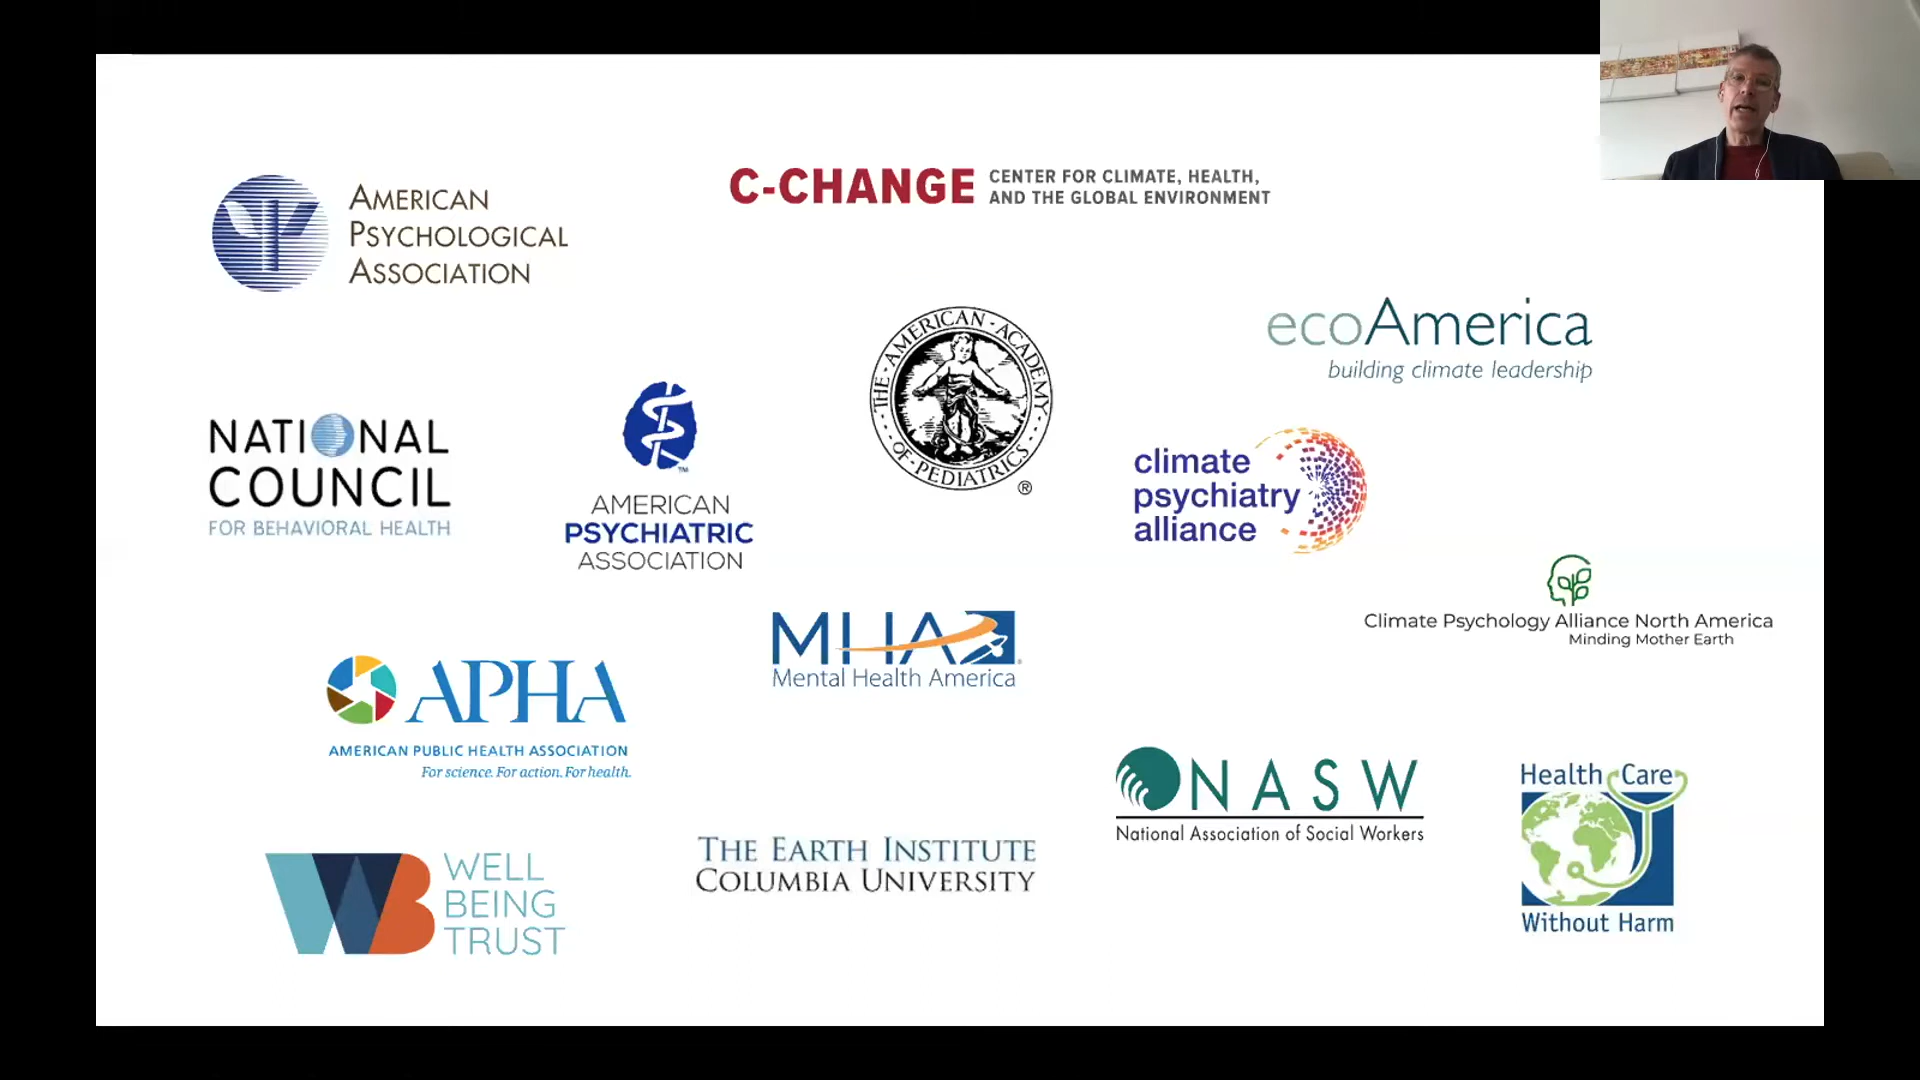 AMERICAN
PSYCHOLOGICAL
ASSOCIATION
C-CHANGE
CENTER FOR CLIMATE, HEALTH,
AND THE GLOBAL ENVIRONMENT
THE · AMERICAN · ACADEMY · OF · PEDIATRICS ·
®
ecoAmerica
building climate leadership
NATIONAL
COUNCIL
FOR BEHAVIORAL HEALTH
™
AMERICAN
PSYCHIATRIC
ASSOCIATION
climate
psychiatry
alliance
Climate Psychology Alliance North America
Minding Mother Earth
MHA
Mental Health America
APHA
AMERICAN PUBLIC HEALTH ASSOCIATION
For science. For action. For health.
NASW
National Association of Social Workers
Health Care
Without Harm
THE EARTH INSTITUTE
COLUMBIA UNIVERSITY
WB
WELL
BEING
TRUST